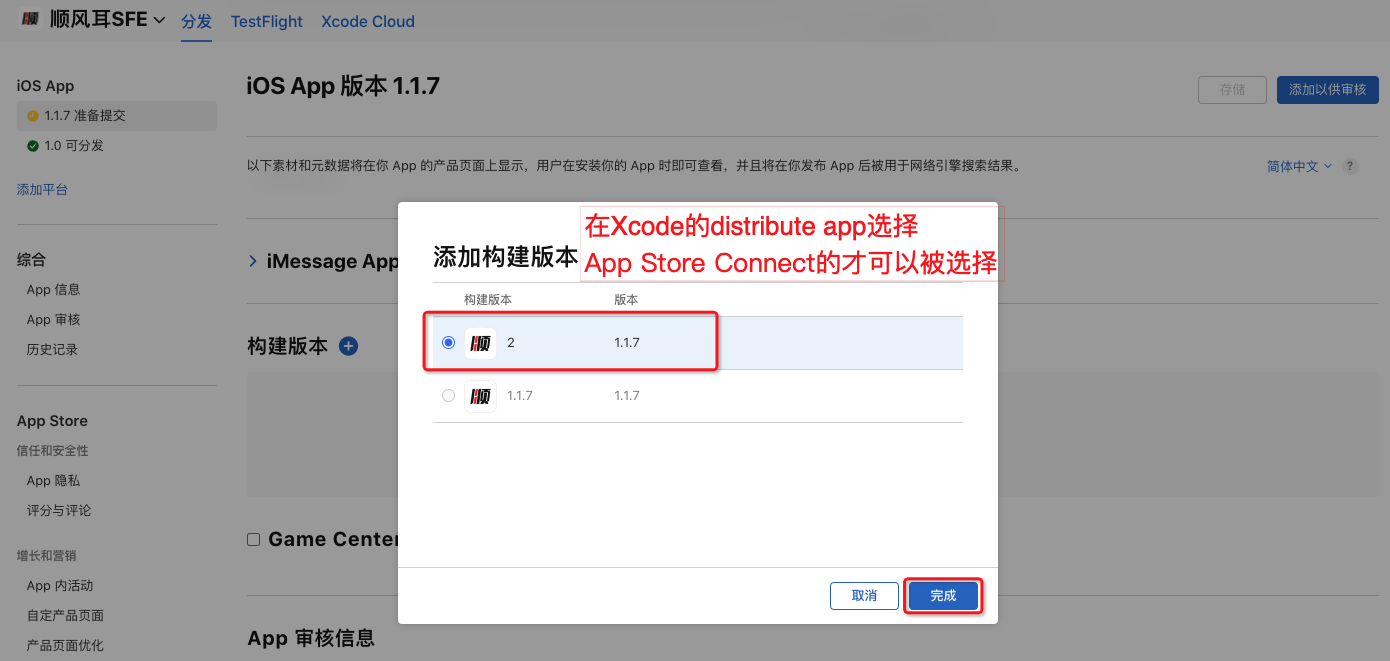 顺风耳SFE 分发 TestFlight Xcode Cloud
iOS App
1.1.7 准备提交
1.0 可分发
添加平台
综合
App 信息
App 审核
历史记录
App Store
信任和安全性
App 隐私
评分与评论
增长和营销
App 内活动
自定产品页面
产品页面优化
iOS App 版本 1.1.7
存储 添加以供审核
以下素材和元数据将在你 App 的产品页面上显示，用户在安装你的 App 时即可查看，并且将在你发布 App 后被用于网络引擎搜索结果。
简体中文 ?
iMessage App
构建版本
Game Center
App 审核信息
添加构建版本
在Xcode的distribute app选择
App Store Connect的才可以被选择
构建版本 版本
顺 2 1.1.7
顺 1.1.7 1.1.7
取消 完成